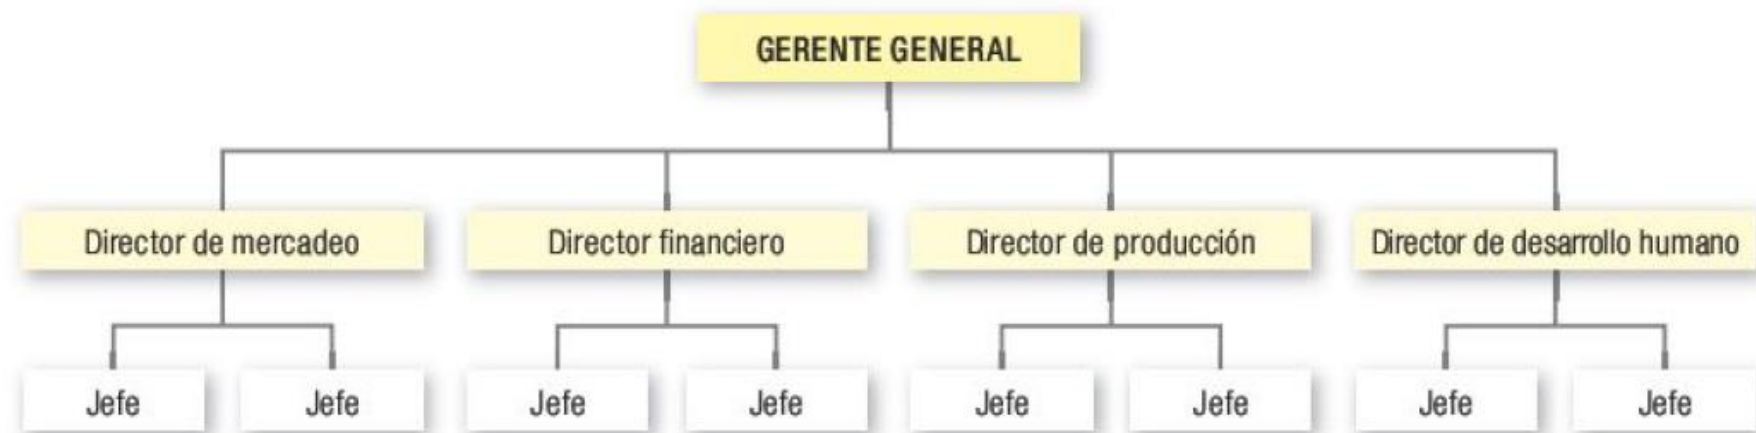 GERENTE GENERAL
Director de mercadeo
Director financiero
Director de producción
Director de desarrollo humano
Jefe
Jefe
Jefe
Jefe
Jefe
Jefe
Jefe
Jefe